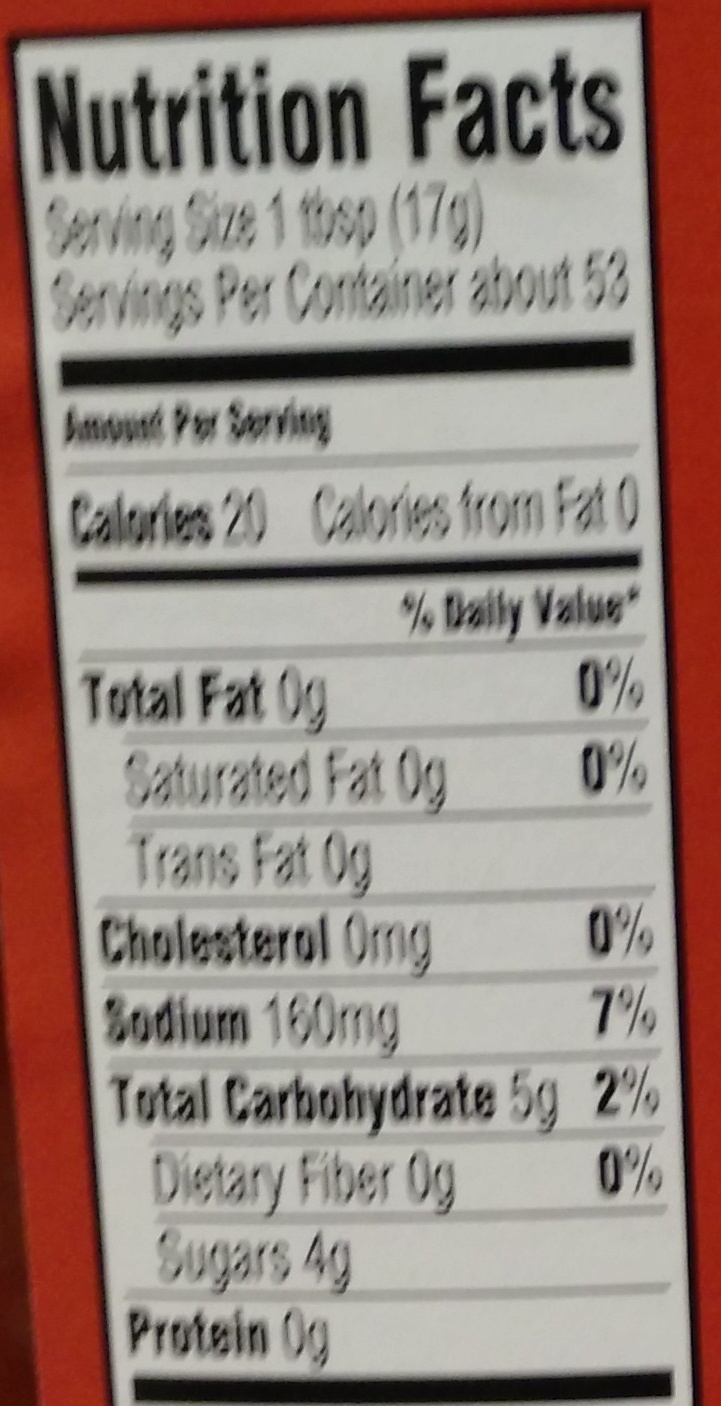 Nutrition Facts
Serving Size 1 tbsp (17g)
Servings Per Container about 53
Amount Per Serving
Calories 20 Calories from Fat 0
% Daily Value*
Total Fat 0g 0%
Saturated Fat 0g 0%
Trans Fat 0g
Cholesterol 0mg 0%
Sodium 160mg 7%
Total Carbohydrate 5g 2%
Dietary Fiber 0g 0%
Sugars 4g
Protein 0g